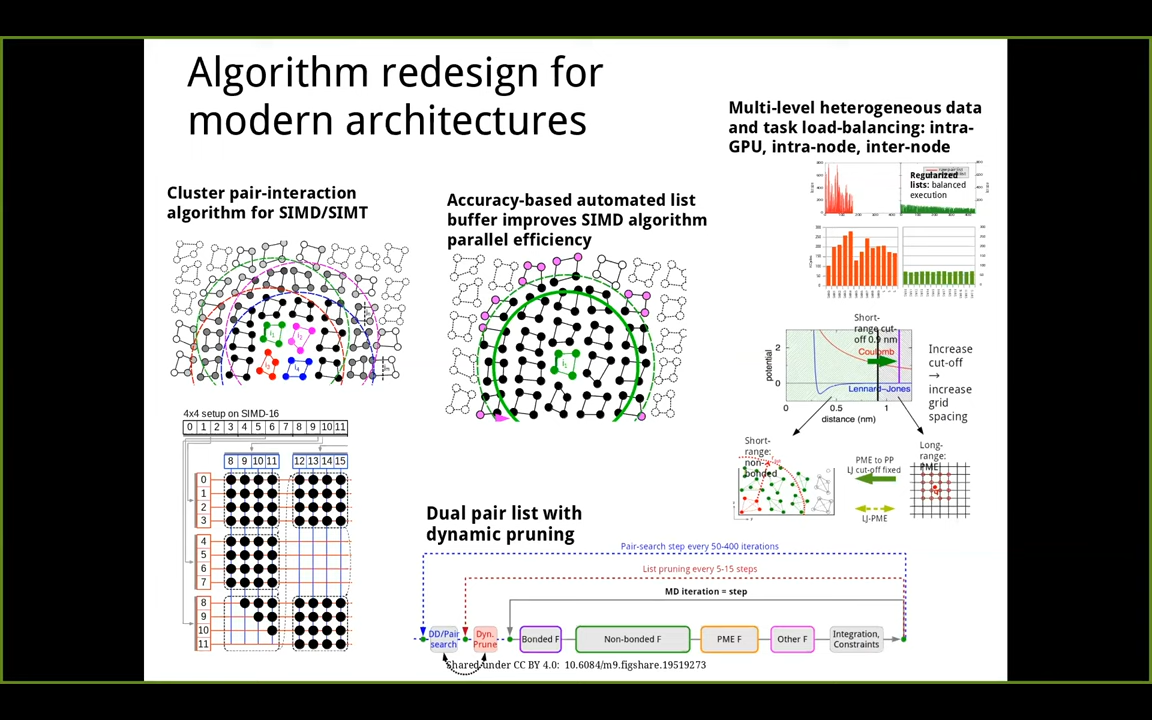 Algorithm redesign for
modern architectures
Multi-level heterogeneous data
and task load-balancing: intra-
GPU, intra-node, inter-node
Cluster pair-interaction
algorithm for SIMD/SIMT
Accuracy-based automated list
buffer improves SIMD algorithm
parallel efficiency
Regularized
lists: balanced
execution
4x4 setup on SIMD-16
0 1 2 3 4 5 6 7 8 9 10 11
8 9 10 11 12 13 14 15
0
1
2
3
4
5
6
7
8
9
10
11
Short-
range cut-
off 0.9 nm
Coulomb
Lennard-Jones
potential
2
0
0 0.5 1
distance (nm)
Increase
cut-off
→
increase
grid
spacing
Short-
range:
non-
bonded
PME to PP
LJ cut-off fixed
LJ-PME
Long-
range:
PME
Dual pair list with
dynamic pruning
Pair-search step every 50-400 iterations
List pruning every 5-15 steps
MD iteration = step
DD/Pair
search
Dyn.
Prune
Bonded F
Non-bonded F
PME F
Other F
Integration,
Constraints
Shared under CC BY 4.0: 10.6084/m9.figshare.19519273